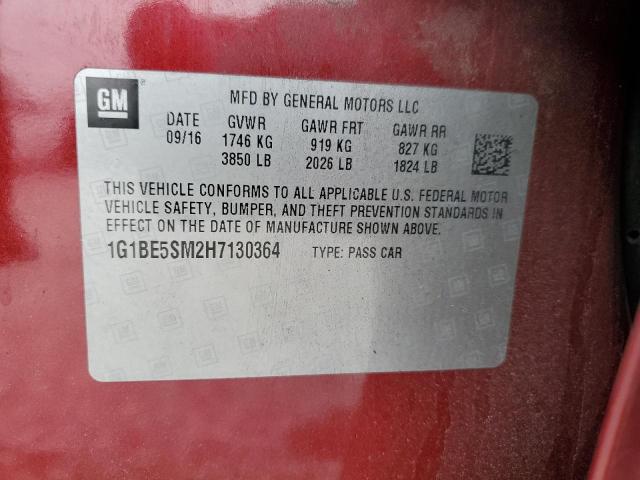 GM
MFD BY GENERAL MOTORS LLC
DATE GVWR GAWR FRT GAWR RR
09/16 1746 KG 919 KG 827 KG
3850 LB 2026 LB 1824 LB
THIS VEHICLE CONFORMS TO ALL APPLICABLE U.S. FEDERAL MOTOR
VEHICLE SAFETY, BUMPER, AND THEFT PREVENTION STANDARDS IN
EFFECT ON THE DATE OF MANUFACTURE SHOWN ABOVE.
1G1BE5SM2H7130364 TYPE: PASS CAR